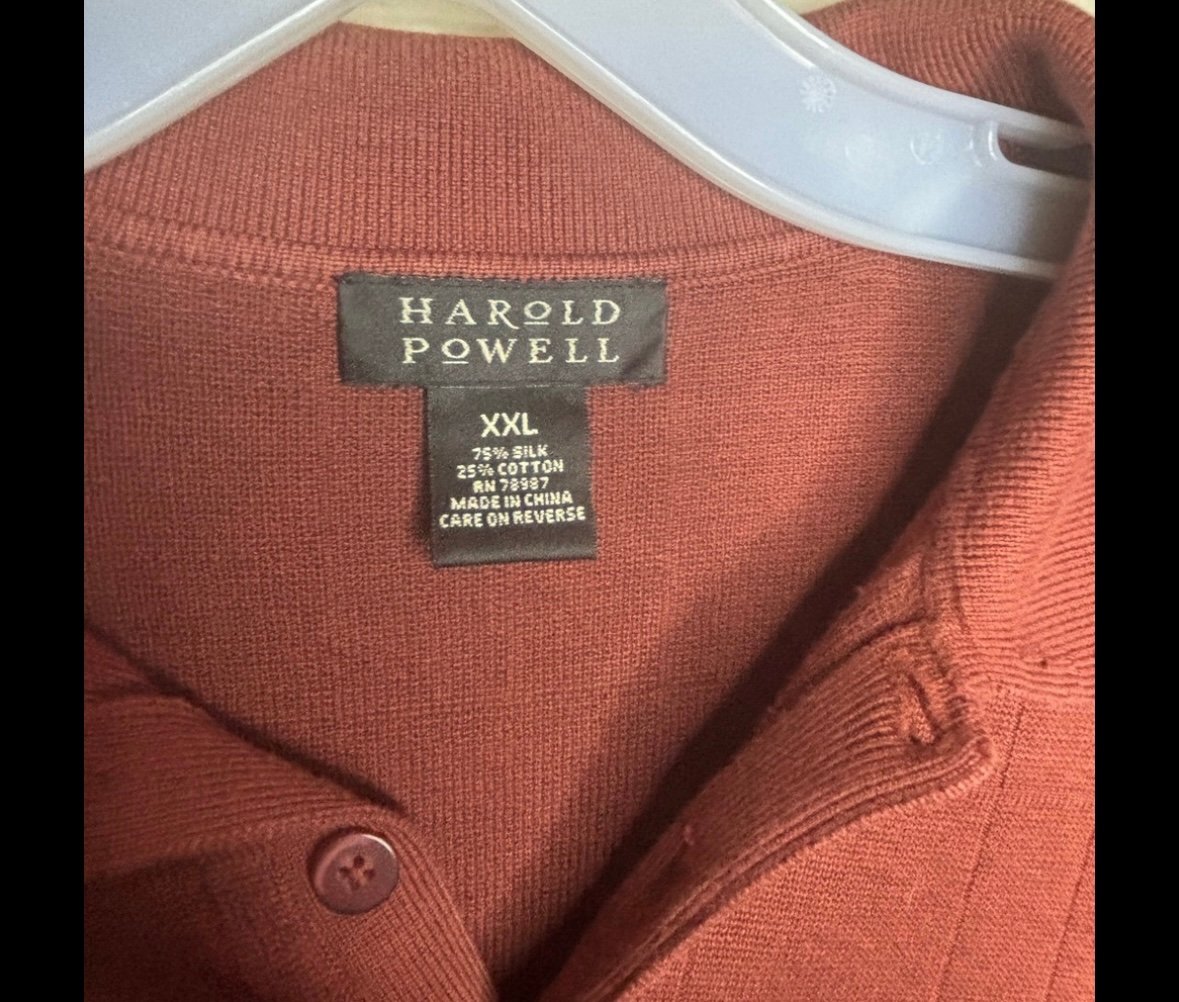 HAROLD
POWELL
XXL
75% SILK
25% COTTON
RN 78987
MADE IN CHINA
CARE ON REVERSE